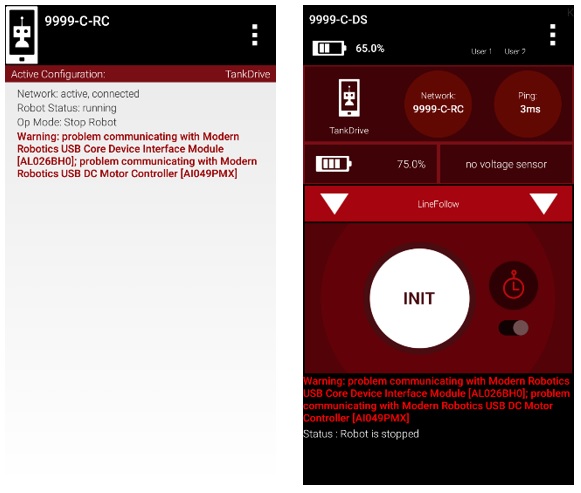 9999-C-RC
Active Configuration: TankDrive
Network: active, connected
Robot Status: running
Op Mode: Stop Robot
Warning: problem communicating with Modern
Robotics USB Core Device Interface Module
[AL026BH0]; problem communicating with Modern
Robotics USB DC Motor Controller [AI049PMX]
9999-C-DS
K
65.0%
User 1 User 2
TankDrive
Network:
9999-C-RC
Ping:
3ms
75.0%
no voltage sensor
LineFollow
INIT
Warning: problem communicating with Modern Robotics
USB Core Device Interface Module [AL026BH0]; problem
communicating with Modern Robotics USB DC Motor
Controller [AI049PMX]
Status : Robot is stopped